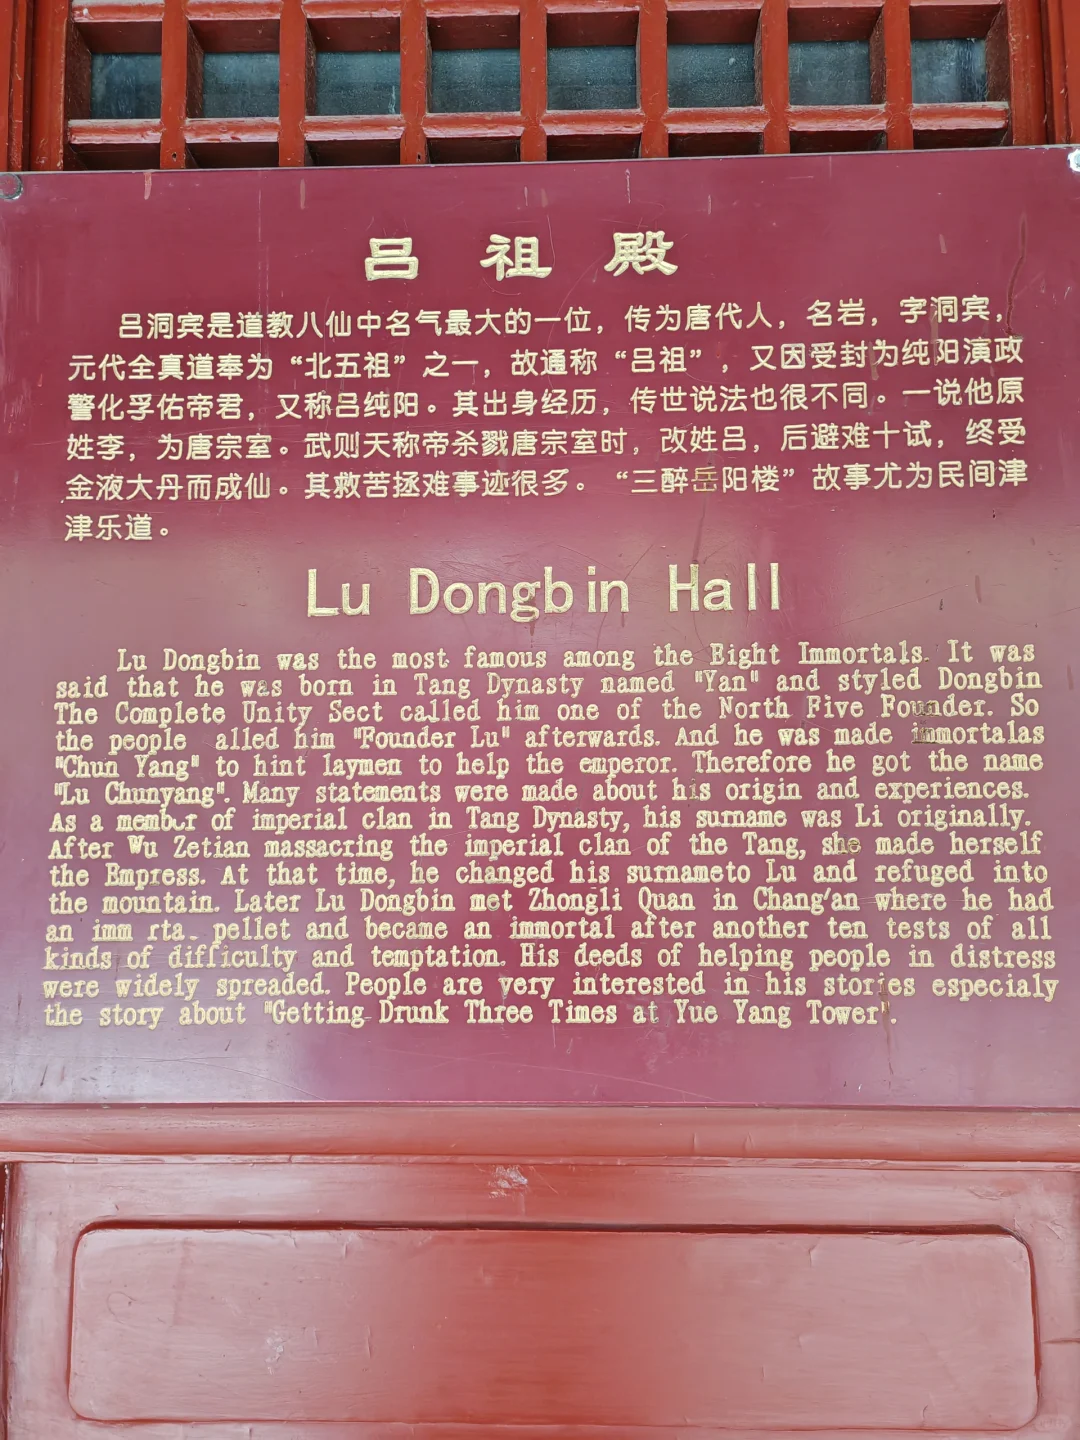 吕祖殿
吕洞宾是道教八仙中名气最大的一位，传为唐代人，名岩，字洞宾，
元代全真道奉为“北五祖”之一，故通称“吕祖”，又因受封为纯阳演政
警化孚佑帝君，又称吕纯阳。其出身经历，传世说法也很不同。一说他原
姓李，为唐宗室。武则天称帝杀戮唐宗室时，改姓吕，后避难十试，终受
金液大丹而成仙。其救苦拯难事迹很多。“三醉岳阳楼”故事尤为民间津
津乐道。
Lu Dongbin Hall
Lu Dongbin was the most famous among the Eight Immortals. It was
said that he was born in Tang Dynasty named "Yan" and styled Dongbin
The Complete Unity Sect called him one of the North Five Founder. So
the people alled him "Founder Lu" afterwards. And he was made immortalas
"Chun Yang" to hint laymen to help the emperor. Therefore he got the name
"Lu Chunyang". Many statements were made about his origin and experiences.
As a member of imperial clan in Tang Dynasty, his surname was Li originally.
After Wu Zetian massacring the imperial clan of the Tang, she made herself
the Empress. At that time, he changed his surnameto Lu and refuged into
the mountain. Later Lu Dongbin met Zhongli Quan in Chang'an where he had
an imm rta. pellet and became an immortal after another ten tests of all
kinds of difficulty and temptation. His deeds of helping people in distress
were widely spreaded. People are very interested in his stories especialy
the story about "Getting Drunk Three Times at Yue Yang Tower".